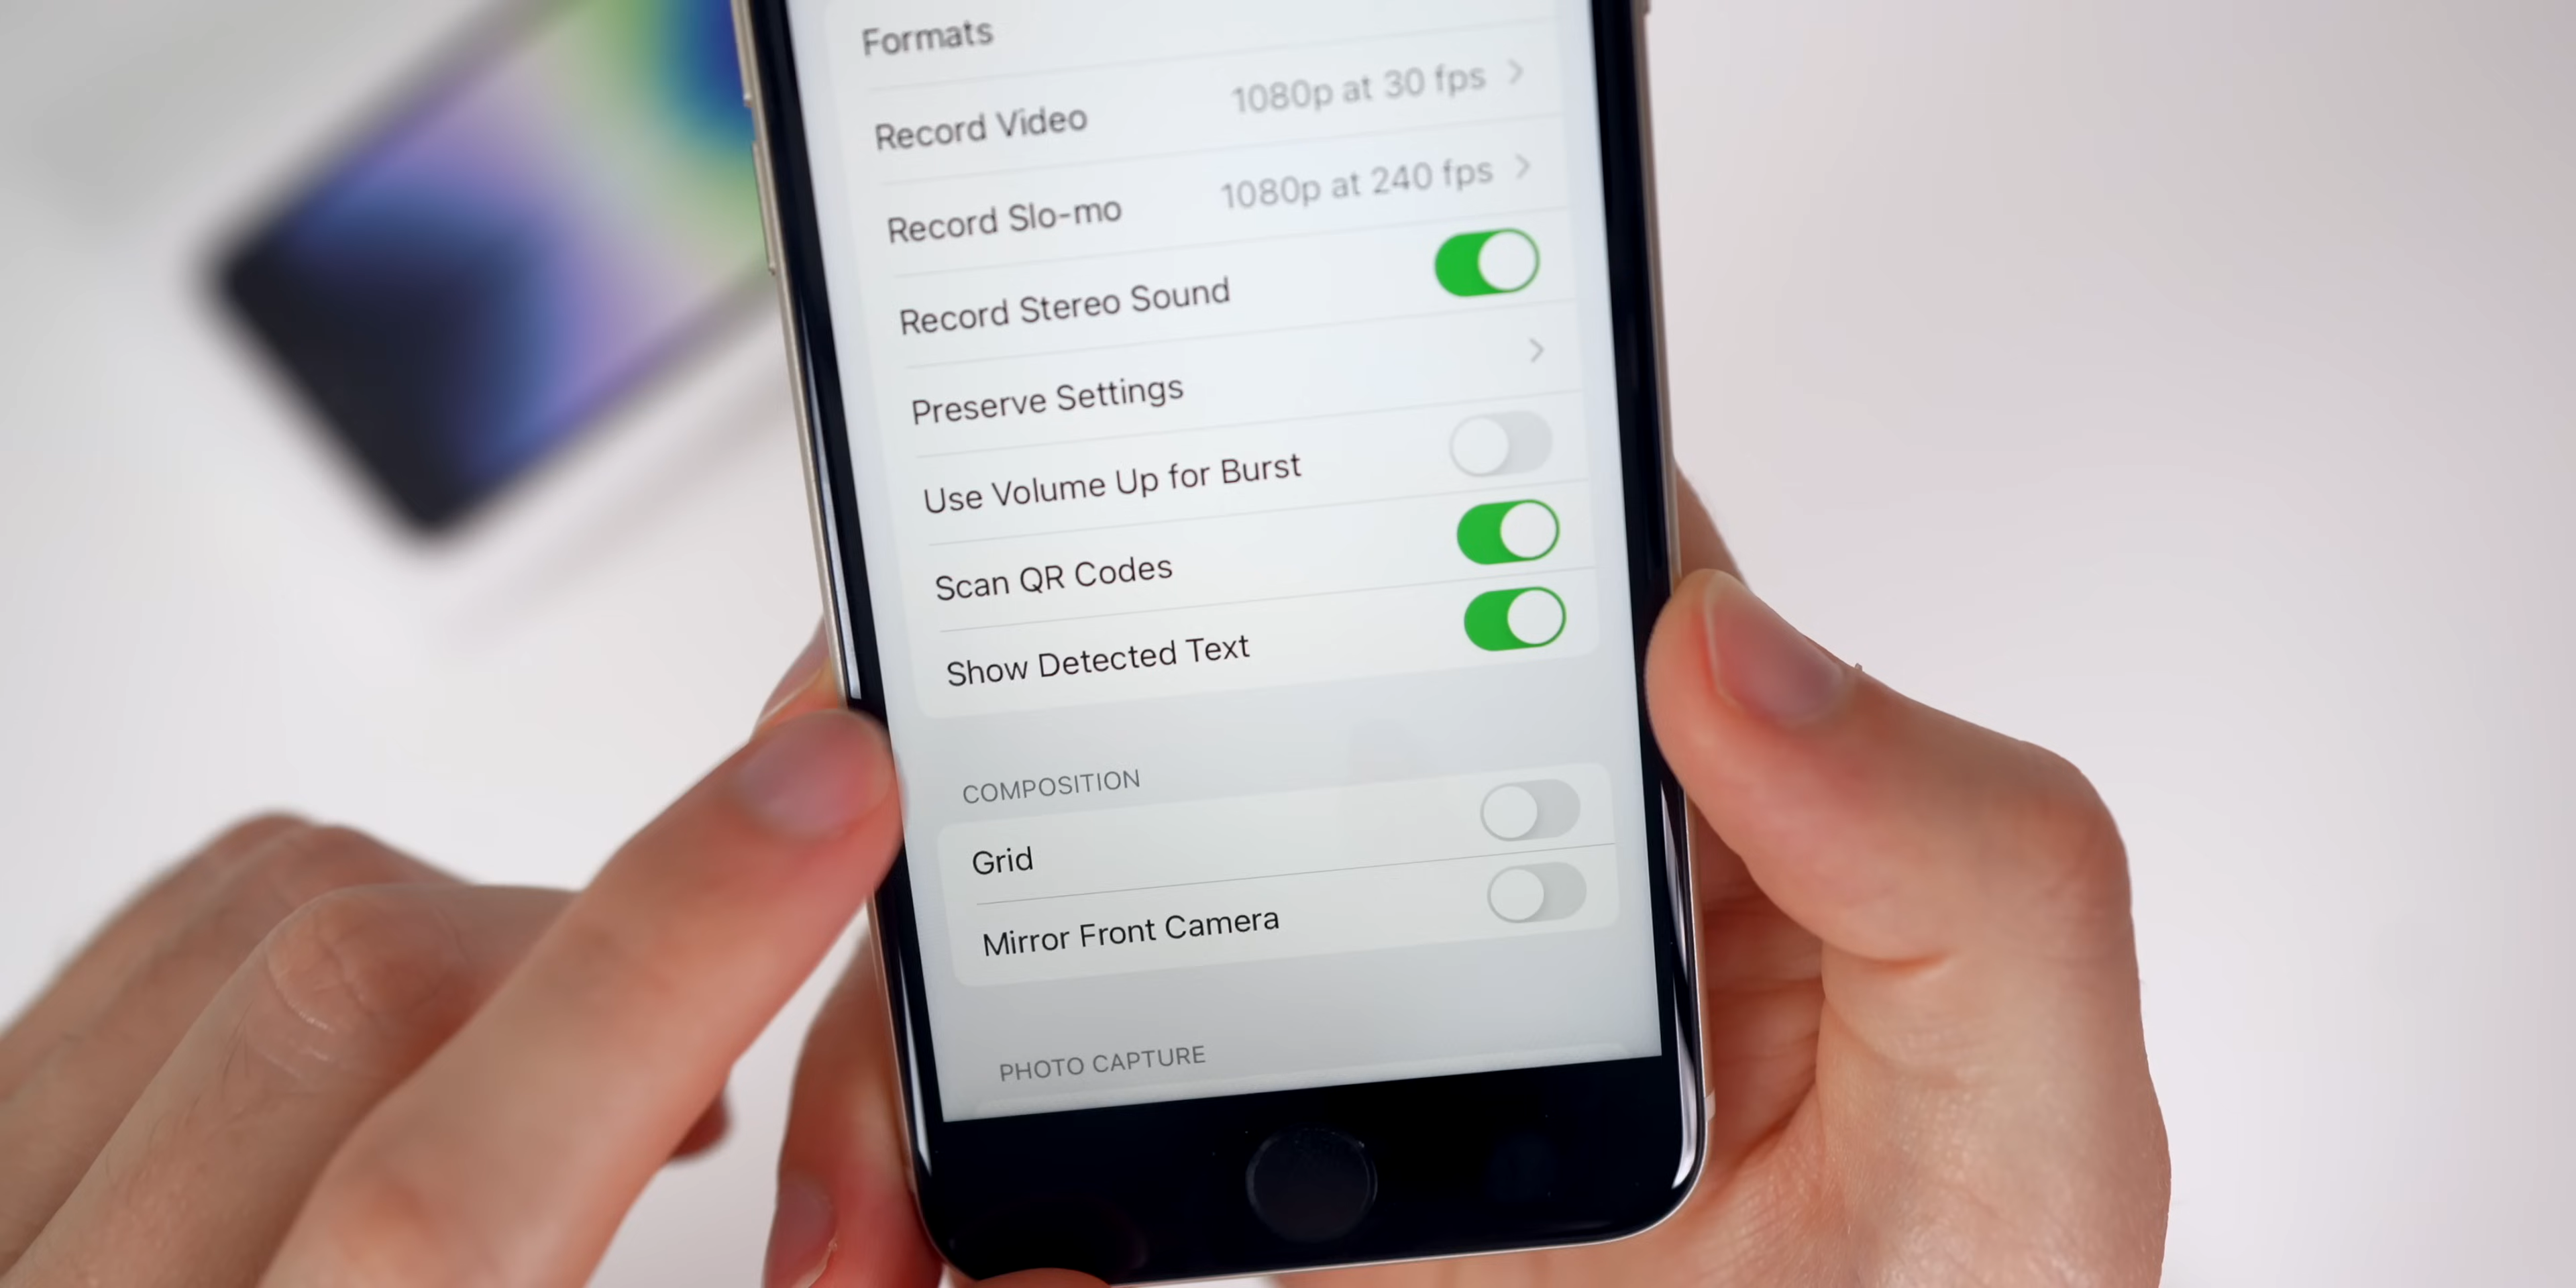 Formats
Record Video 1080p at 30 fps
Record Slo-mo 1080p at 240 fps
Record Stereo Sound
Preserve Settings
Use Volume Up for Burst
Scan QR Codes
Show Detected Text
COMPOSITION
Grid
Mirror Front Camera
PHOTO CAPTURE